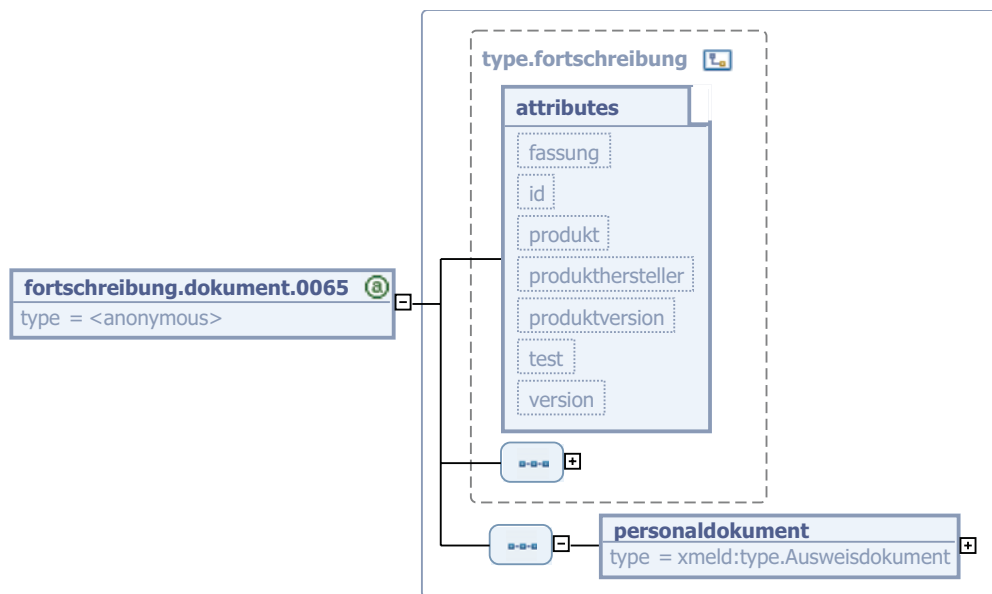 type.fortschreibung
attributes
fassung
id
produkt
produkthersteller
produktversion
test
version
fortschreibung.dokument.0065 @
type = <anonymous>
personaldokument
type = xmeld:type.Ausweisdokument